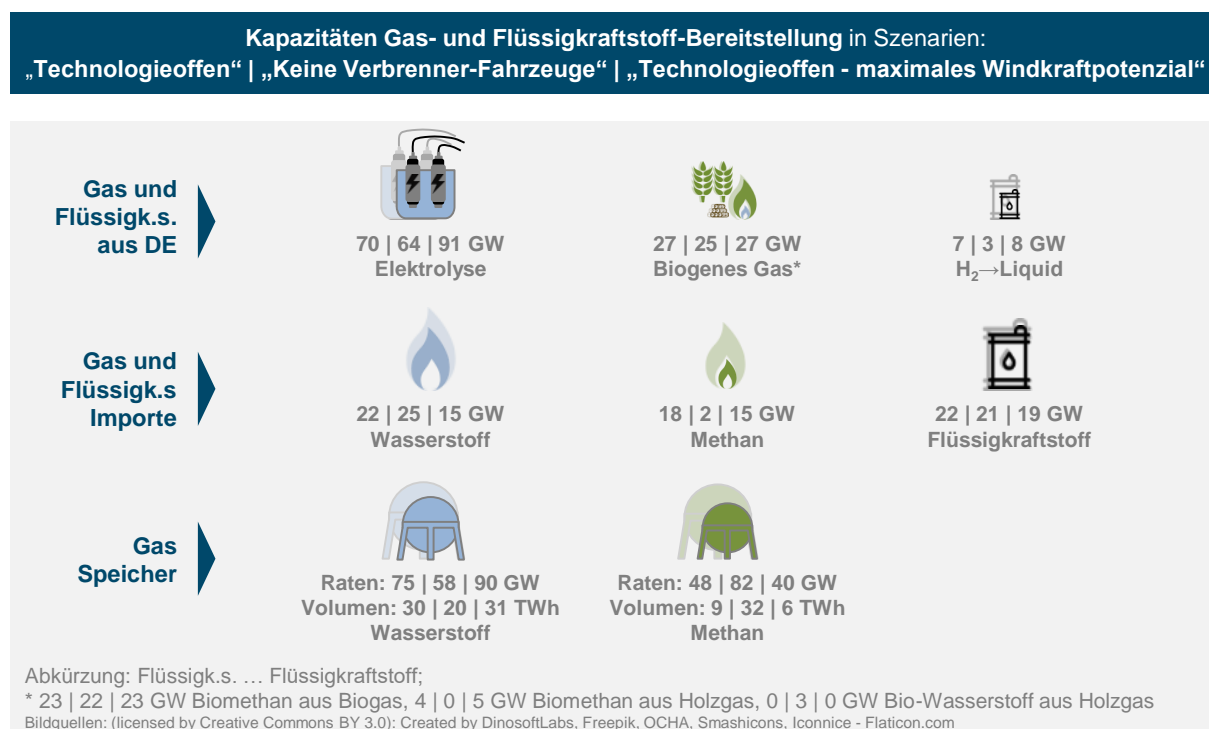 Kapazitäten Gas- und Flüssigkraftstoff-Bereitstellung in Szenarien:
„Technologieoffen“ | „Keine Verbrenner-Fahrzeuge“ | „Technologieoffen - maximales Windkraftpotenzial“
Gas und
Flüssigk.s.
aus DE
70 | 64 | 91 GW
Elektrolyse
27 | 25 | 27 GW
Biogenes Gas*
7 | 3 | 8 GW
H₂→Liquid
Gas und
Flüssigk.s
Importe
22 | 25 | 15 GW
Wasserstoff
18 | 2 | 15 GW
Methan
22 | 21 | 19 GW
Flüssigkraftstoff
Gas
Speicher
Raten: 75 | 58 | 90 GW
Volumen: 30 | 20 | 31 TWh
Wasserstoff
Raten: 48 | 82 | 40 GW
Volumen: 9 | 32 | 6 TWh
Methan
Abkürzung: Flüssigk.s. … Flüssigkraftstoff;
* 23 | 22 | 23 GW Biomethan aus Biogas, 4 | 0 | 5 GW Biomethan aus Holzgas, 0 | 3 | 0 GW Bio-Wasserstoff aus Holzgas
Bildquellen: (licensed by Creative Commons BY 3.0): Created by DinosoftLabs, Freepik, OCHA, Smashicons, Iconnice - Flaticon.com